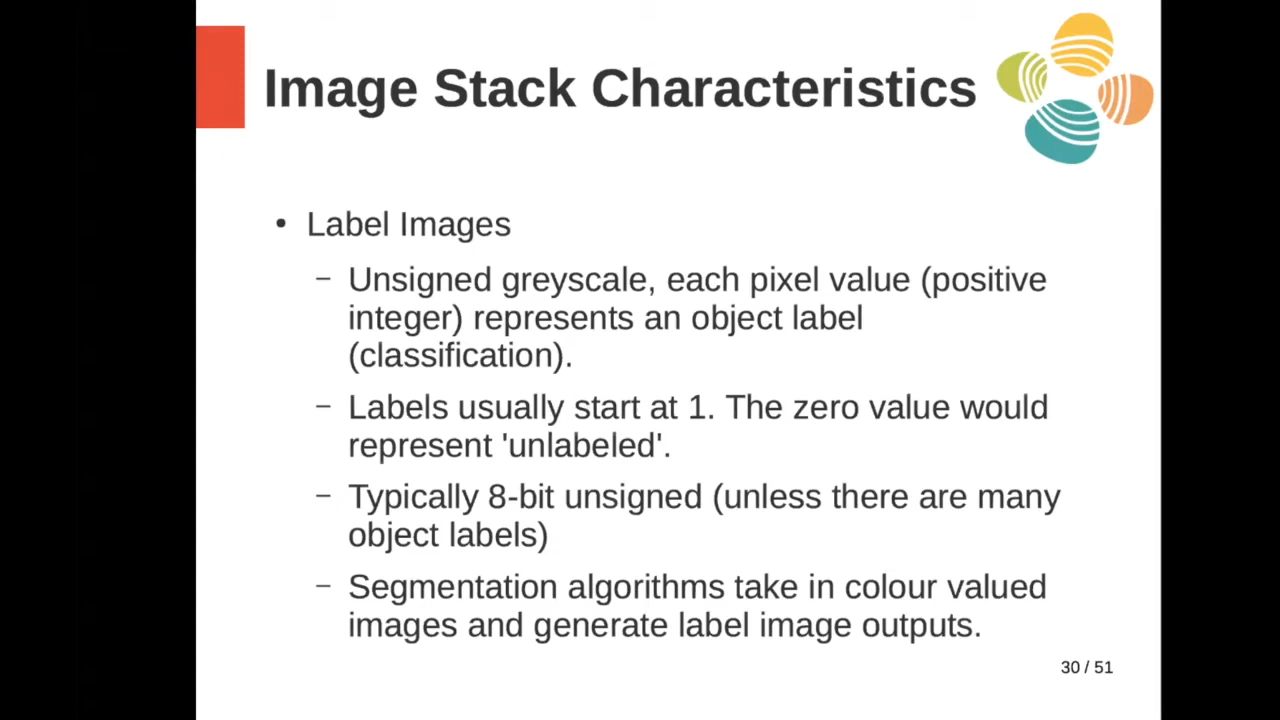 Image Stack Characteristics
• Label Images
– Unsigned greyscale, each pixel value (positive
integer) represents an object label
(classification).
– Labels usually start at 1. The zero value would
represent 'unlabeled'.
– Typically 8-bit unsigned (unless there are many
object labels)
– Segmentation algorithms take in colour valued
images and generate label image outputs.
30 / 51